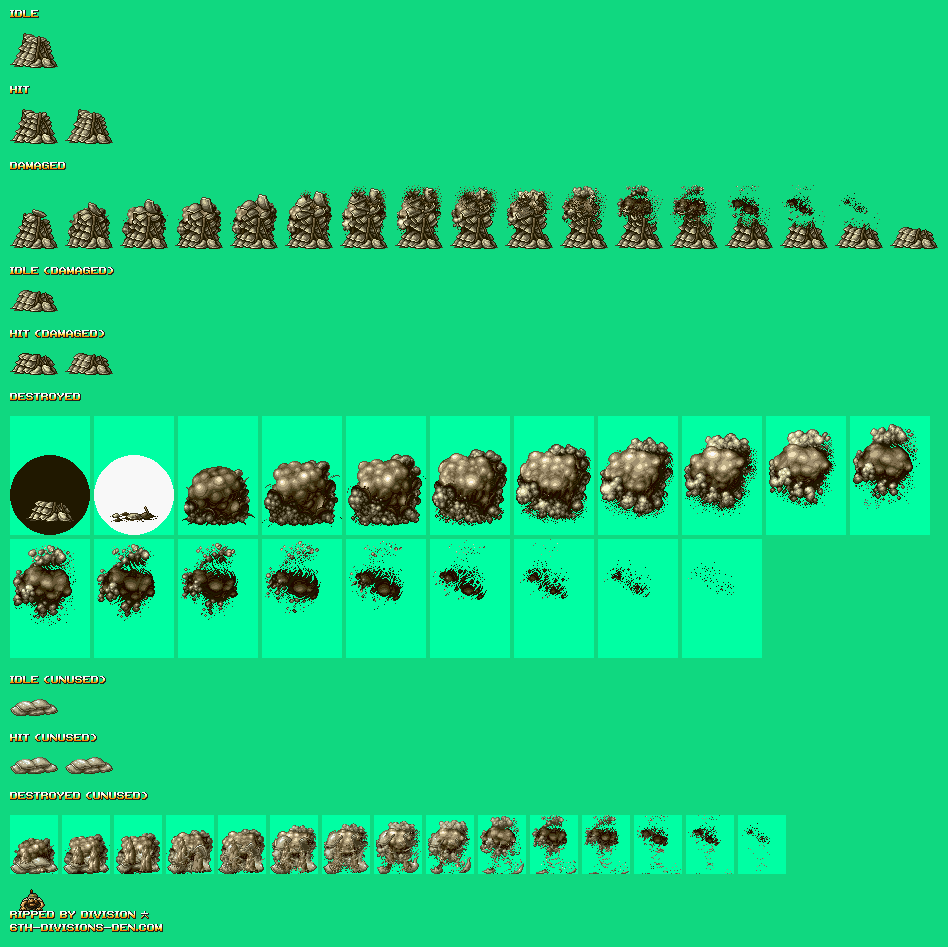 IDLE
HIT
DAMAGED
IDLE (DAMAGED)
HIT (DAMAGED)
DESTROYED
IDLE (UNUSED)
HIT (UNUSED)
DESTROYED (UNUSED)
RIPPED BY DIVISION ☆
6TH-DIVISIONS-DEN.COM